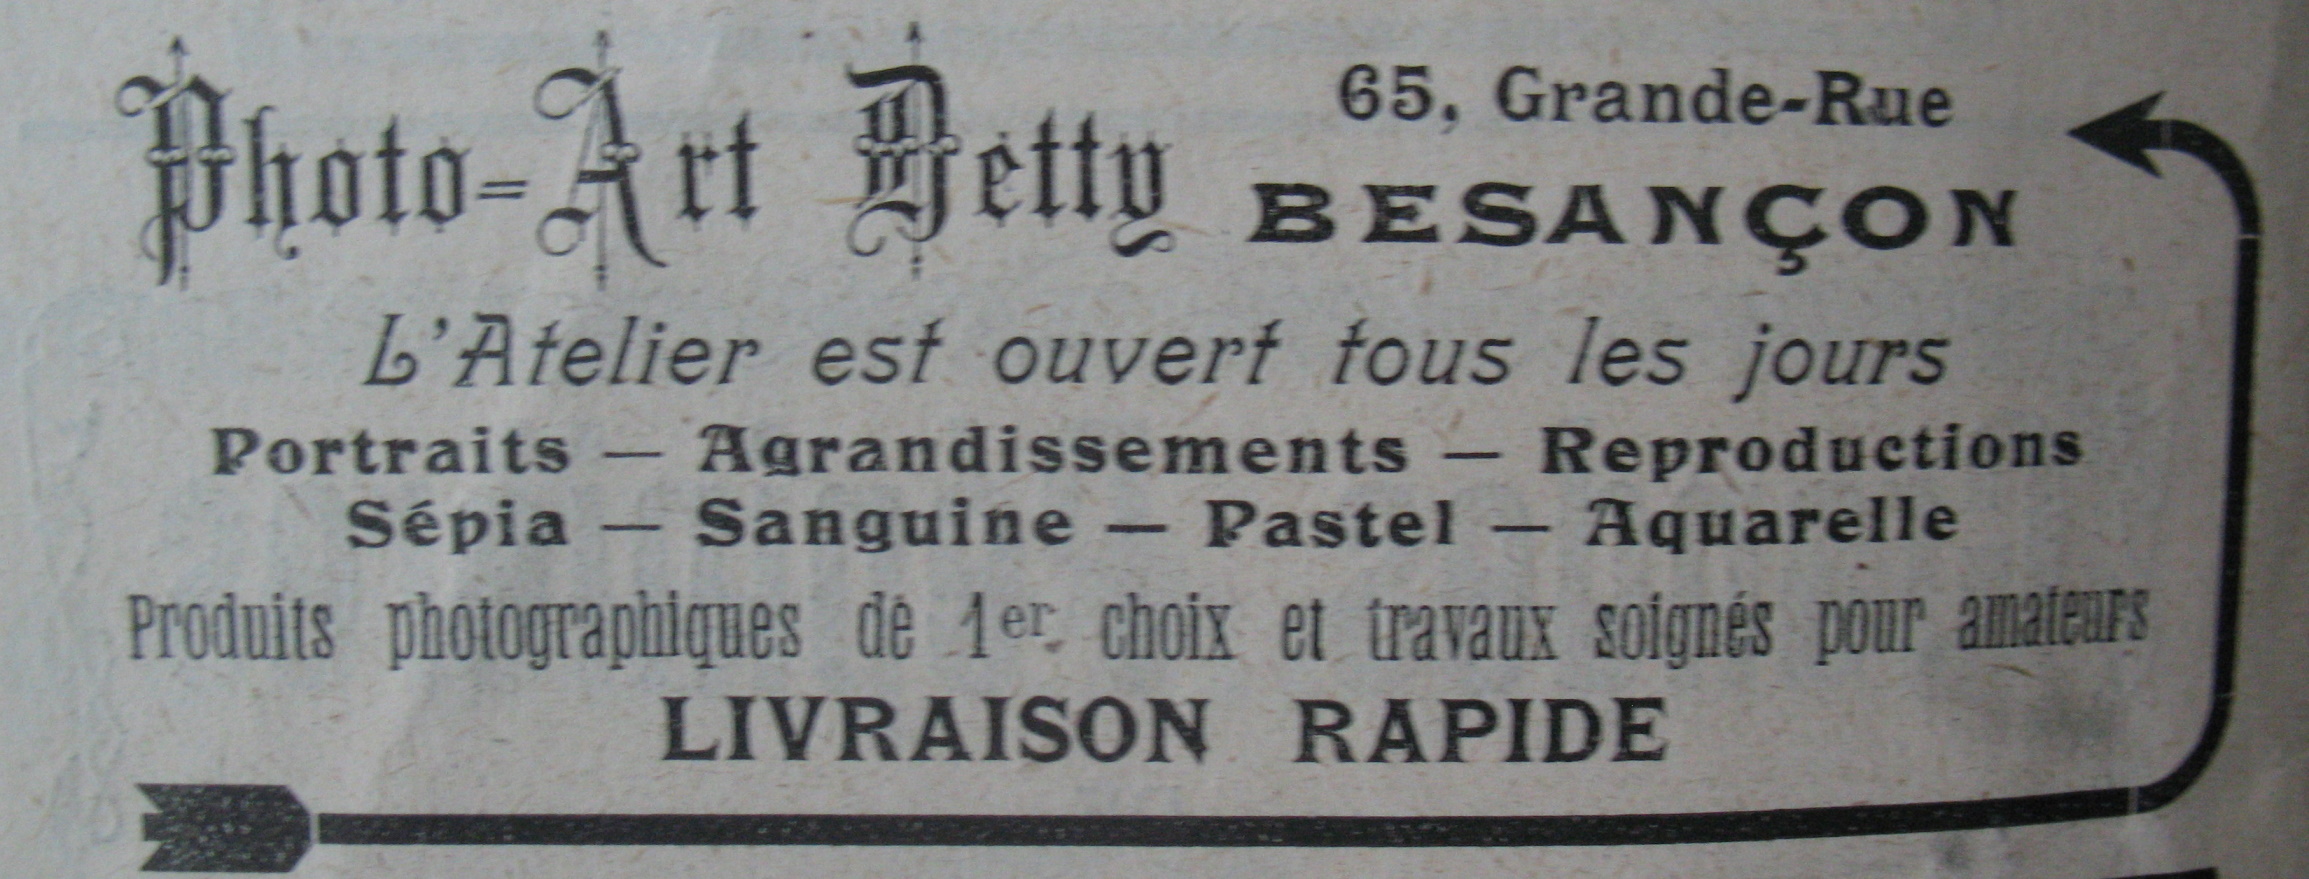 Photo-Art Detty
65, Grande-Rue
BESANÇON
L'Atelier est ouvert tous les jours
Portraits — Agrandissements — Reproductions
Sépia — Sanguine — Pastel — Aquarelle
Produits photographiques de 1er choix et travaux soignés pour amateurs
LIVRAISON RAPIDE